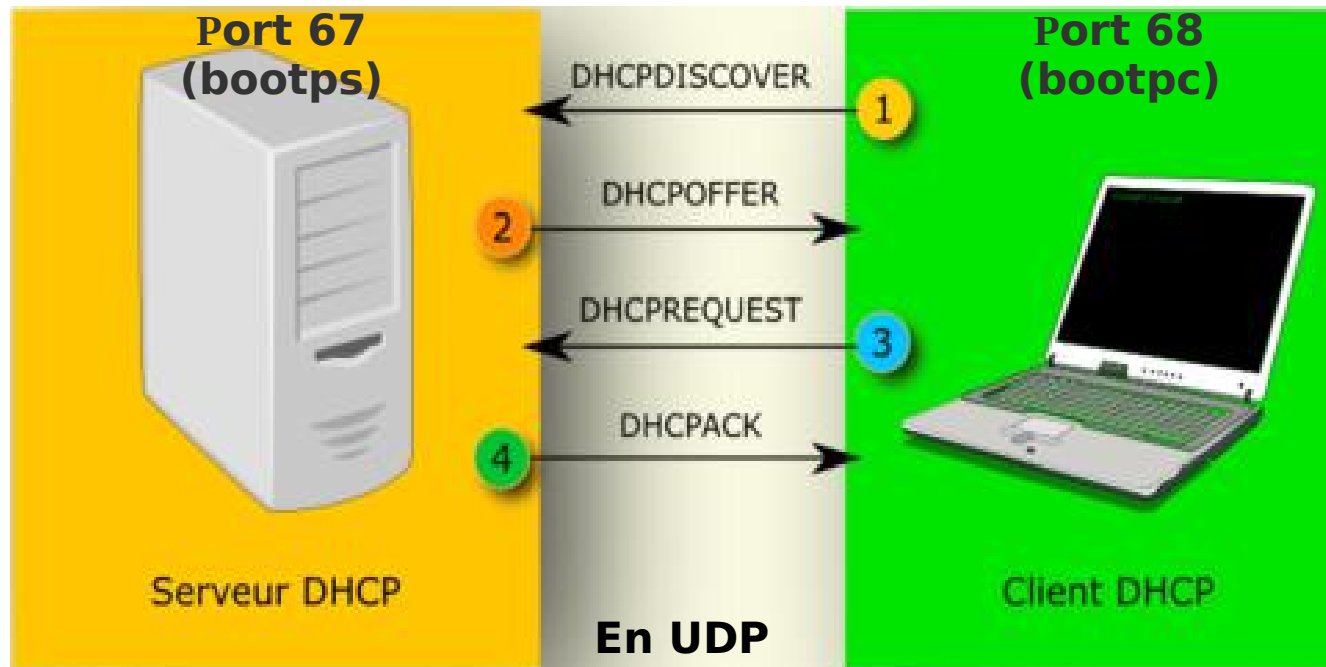 Port 67
(bootps)
Port 68
(bootpc)
DHCPDISCOVER
1
DHCPOFFER
2
DHCPREQUEST
3
DHCPACK
4
Serveur DHCP
Client DHCP
En UDP